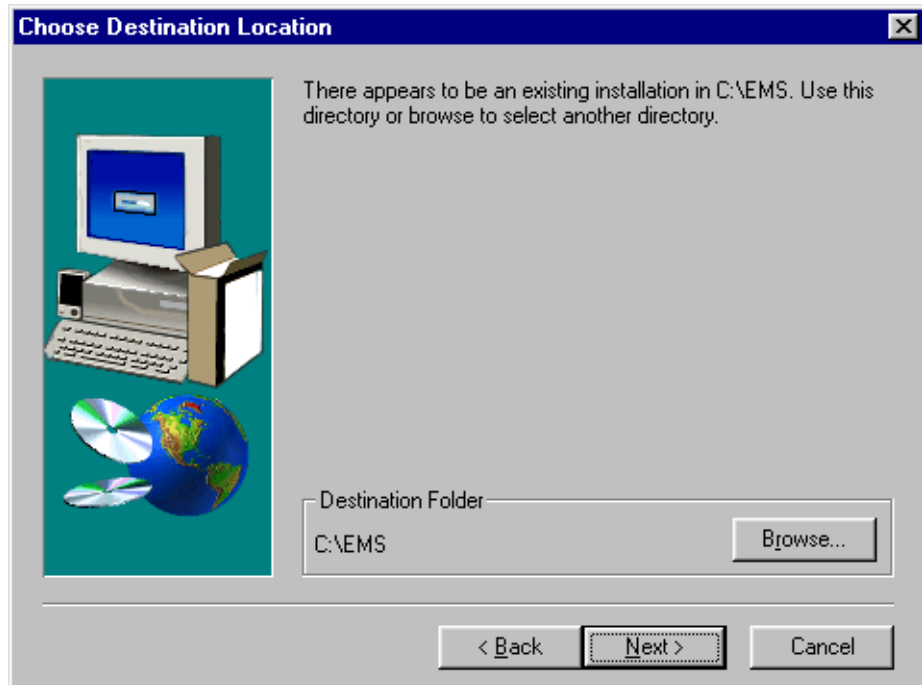 Choose Destination Location
There appears to be an existing installation in C:\EMS. Use this
directory or browse to select another directory.
Destination Folder
C:\EMS
Browse...
< Back
Next >
Cancel